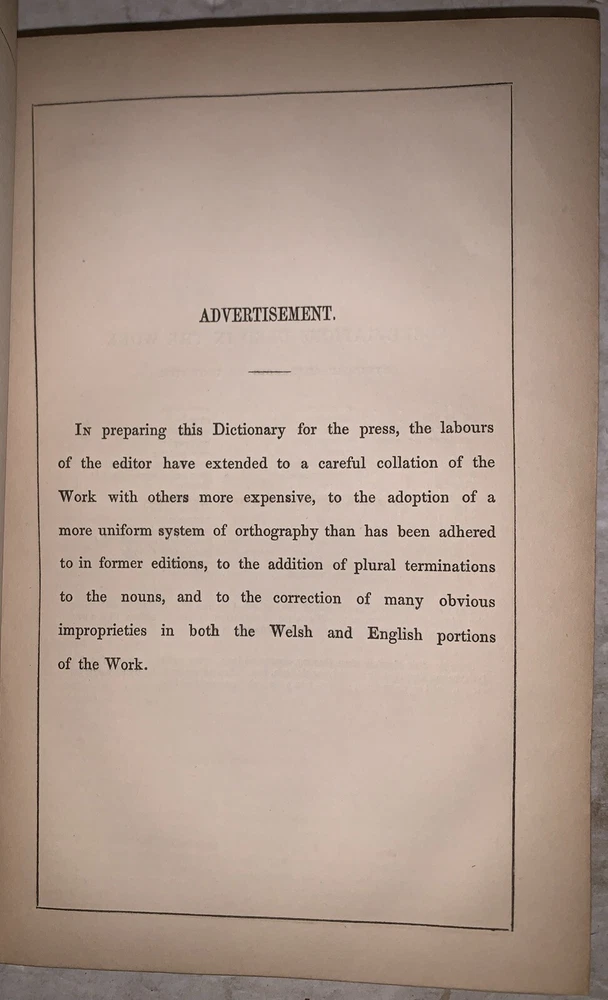 ADVERTISEMENT.
IN preparing this Dictionary for the press, the labours
of the editor have extended to a careful collation of the
Work with others more expensive, to the adoption of a
more uniform system of orthography than has been adhered
to in former editions, to the addition of plural terminations
to the nouns, and to the correction of many obvious
improprieties in both the Welsh and English portions
of the Work.